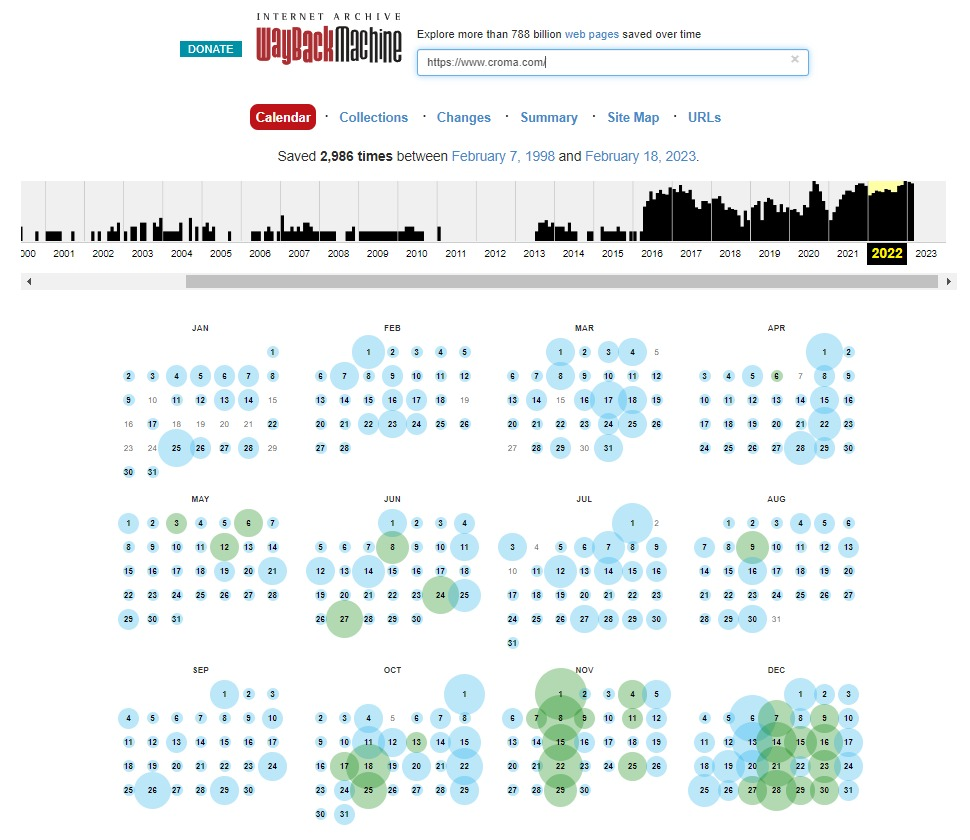 INTERNET ARCHIVE
WayBackMachine
DONATE
Explore more than 788 billion web pages saved over time
https://www.croma.com/
×
Calendar · Collections · Changes · Summary · Site Map · URLs
Saved 2,986 times between February 7, 1998 and February 18, 2023.
000 2001 2002 2003 2004 2005 2006 2007 2008 2009 2010 2011 2012 2013 2014 2015 2016 2017 2018 2019 2020 2021 2022 2023
JAN FEB MAR APR
1 1 2 3 4 5 1 2 3 4 5 1 2
2 3 4 5 6 7 8 6 7 8 9 10 11 12 6 7 8 9 10 11 12 3 4 5 6 7 8 9
9 10 11 12 13 14 15 13 14 15 16 17 18 19 13 14 15 16 17 18 19 10 11 12 13 14 15 16
16 17 18 19 20 21 22 20 21 22 23 24 25 26 20 21 22 23 24 25 26 17 18 19 20 21 22 23
23 24 25 26 27 28 29 27 28 27 28 29 30 31 24 25 26 27 28 29 30
30 31
MAY JUN JUL AUG
1 2 3 4 5 6 7 1 2 3 4 1 2 1 2 3 4 5 6
8 9 10 11 12 13 14 5 6 7 8 9 10 11 3 4 5 6 7 8 9 7 8 9 10 11 12 13
15 16 17 18 19 20 21 12 13 14 15 16 17 18 10 11 12 13 14 15 16 14 15 16 17 18 19 20
22 23 24 25 26 27 28 19 20 21 22 23 24 25 17 18 19 20 21 22 23 21 22 23 24 25 26 27
29 30 31 26 27 28 29 30 24 25 26 27 28 29 30 28 29 30 31
31
SEP OCT NOV DEC
1 2 3 1 1 2 3 4 5 1 2 3
4 5 6 7 8 9 10 2 3 4 5 6 7 8 6 7 8 9 10 11 12 4 5 6 7 8 9 10
11 12 13 14 15 16 17 9 10 11 12 13 14 15 13 14 15 16 17 18 19 11 12 13 14 15 16 17
18 19 20 21 22 23 24 16 17 18 19 20 21 22 20 21 22 23 24 25 26 18 19 20 21 22 23 24
25 26 27 28 29 30 23 24 25 26 27 28 29 27 28 29 30 25 26 27 28 29 30 31
30 31